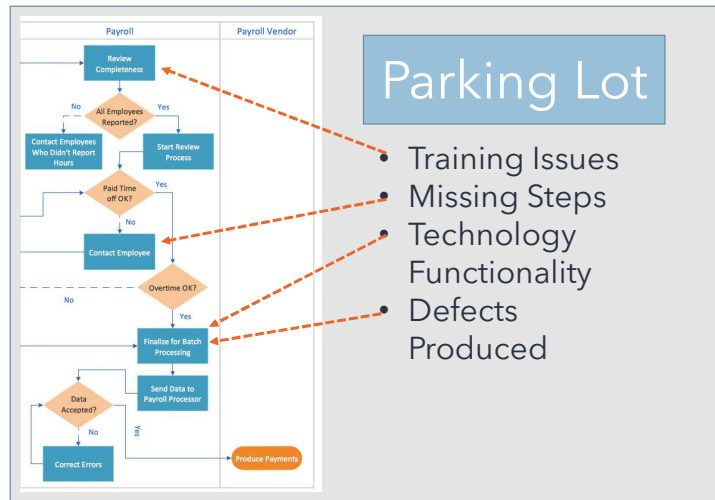 Payroll
Payroll Vendor
Review
Completeness
No
All Employees
Reported?
Yes
Contact Employees
Who Didn't Report
Hours
Start Review
Process
Paid Time
off OK?
Yes
No
Contact Employee
Overtime OK?
No
Yes
Finalize for Batch
Processing
Send Data to
Payroll Processor
Data
Accepted?
No
Yes
Correct Errors
Produce Payments
Parking Lot
• Training Issues
• Missing Steps
• Technology
Functionality
• Defects
Produced